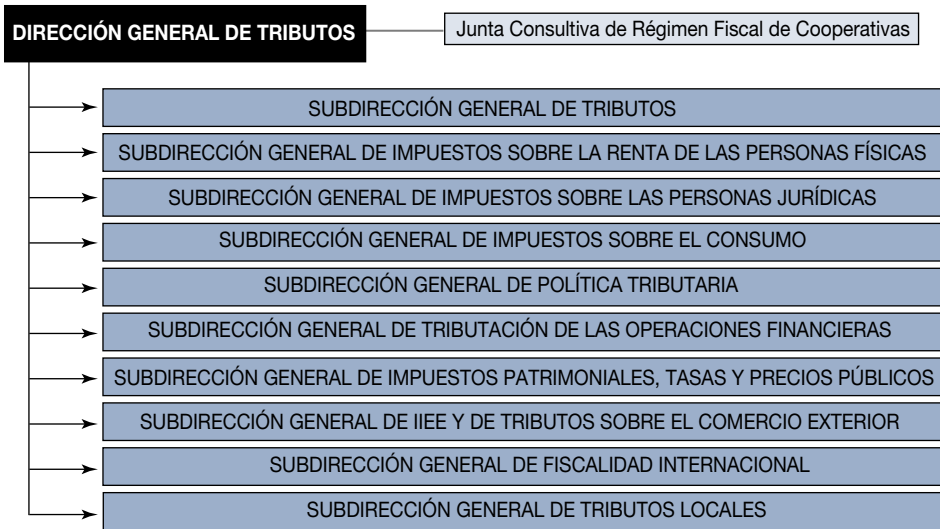 DIRECCIÓN GENERAL DE TRIBUTOS
Junta Consultiva de Régimen Fiscal de Cooperativas
SUBDIRECCIÓN GENERAL DE TRIBUTOS
SUBDIRECCIÓN GENERAL DE IMPUESTOS SOBRE LA RENTA DE LAS PERSONAS FÍSICAS
SUBDIRECCIÓN GENERAL DE IMPUESTOS SOBRE LAS PERSONAS JURÍDICAS
SUBDIRECCIÓN GENERAL DE IMPUESTOS SOBRE EL CONSUMO
SUBDIRECCIÓN GENERAL DE POLÍTICA TRIBUTARIA
SUBDIRECCIÓN GENERAL DE TRIBUTACIÓN DE LAS OPERACIONES FINANCIERAS
SUBDIRECCIÓN GENERAL DE IMPUESTOS PATRIMONIALES, TASAS Y PRECIOS PÚBLICOS
SUBDIRECCIÓN GENERAL DE IIEE Y DE TRIBUTOS SOBRE EL COMERCIO EXTERIOR
SUBDIRECCIÓN GENERAL DE FISCALIDAD INTERNACIONAL
SUBDIRECCIÓN GENERAL DE TRIBUTOS LOCALES